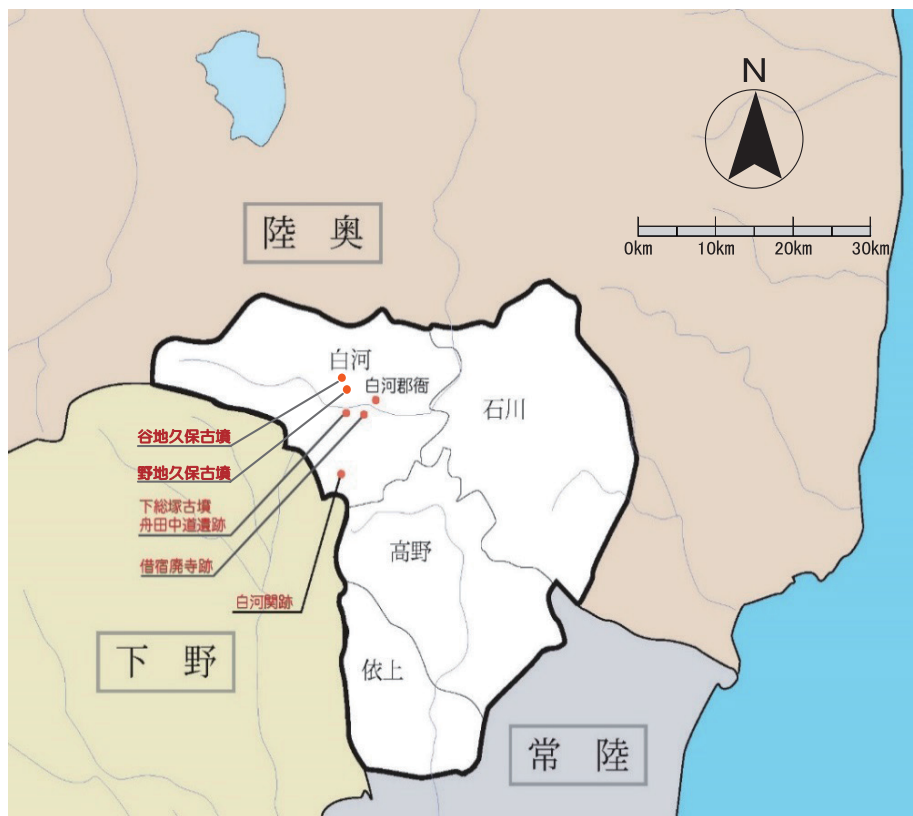 N
0km 10km 20km 30km
陸 奥
白河
白河郡衙
石川
谷地久保古墳
野地久保古墳
下総塚古墳
舟田中道遺跡
借宿廃寺跡
白河関跡
高野
依上
下 野
常 陸